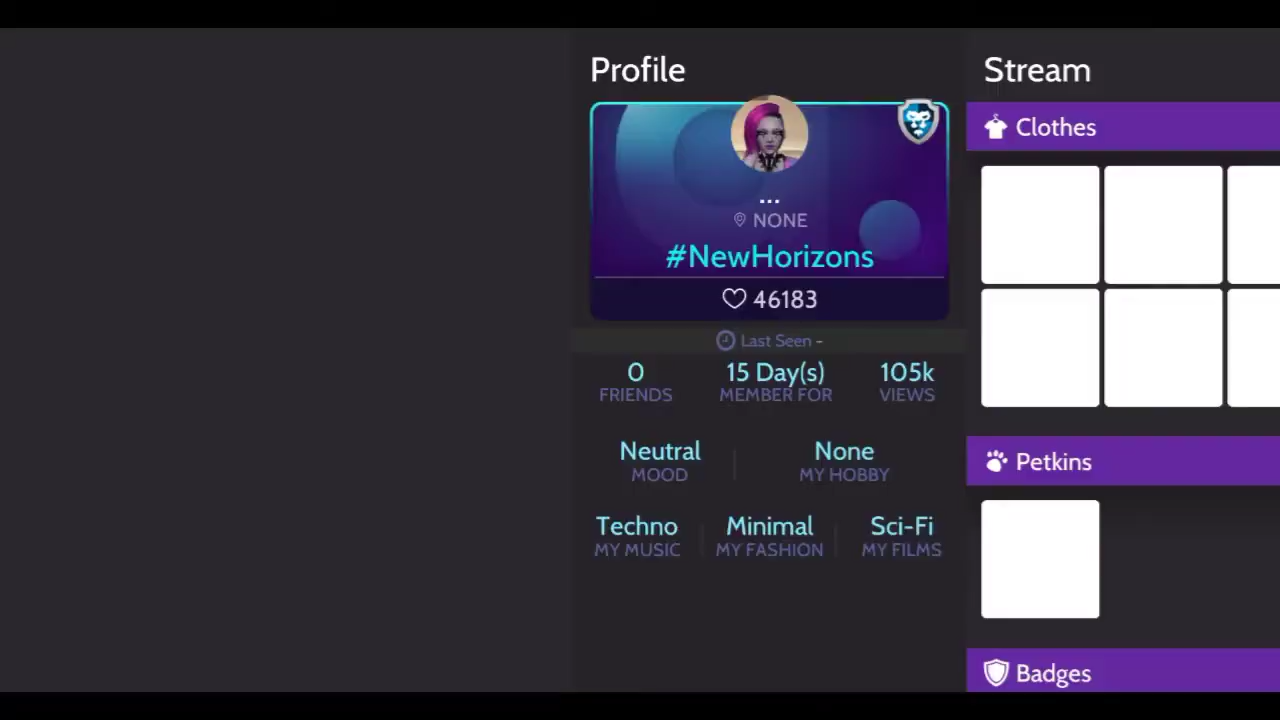 Profile
...
NONE
#NewHorizons
46183
Last Seen -
0
FRIENDS
15 Day(s)
MEMBER FOR
105k
VIEWS
Neutral
MOOD
None
MY HOBBY
Techno
MY MUSIC
Minimal
MY FASHION
Sci-Fi
MY FILMS
Stream
Clothes
Petkins
Badges